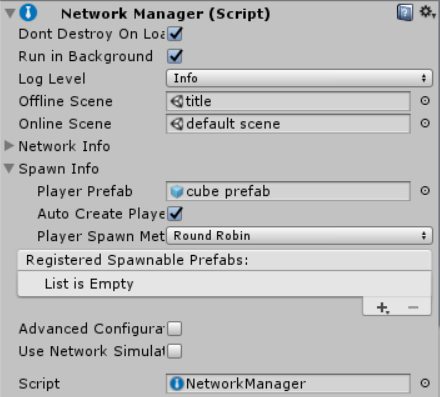 Network Manager (Script)
Dont Destroy On Loa
Run in Background
Log Level Info
Offline Scene title
Online Scene default scene
Network Info
Spawn Info
Player Prefab cube prefab
Auto Create Playe
Player Spawn Met Round Robin
Registered Spawnable Prefabs:
List is Empty
Advanced Configurat
Use Network Simulat
Script NetworkManager